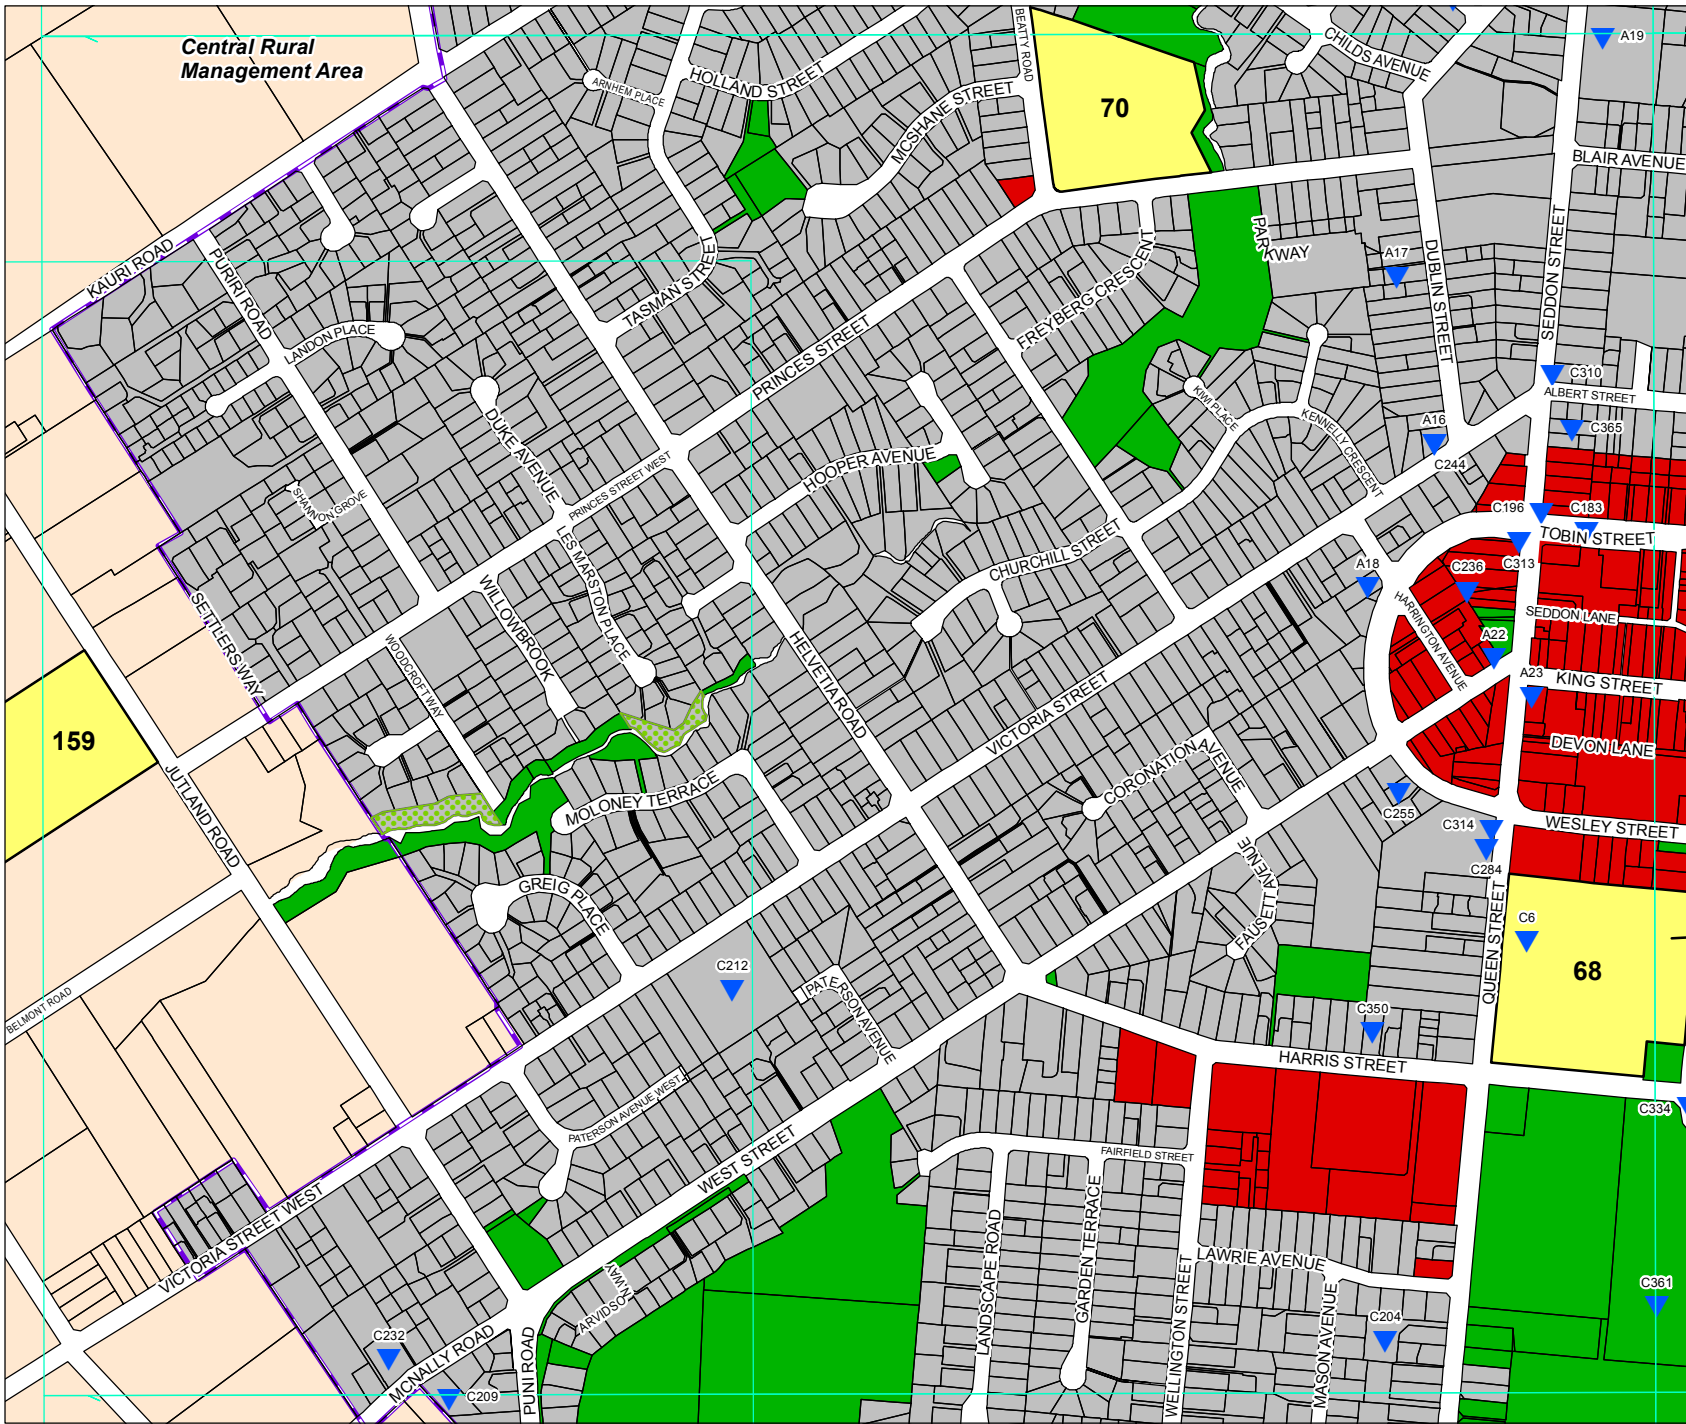 Central Rural
Management Area
BEATTY ROAD
CHILDS AVENUE
A19
HOLLAND STREET
ARNHEM PLACE
MCSHANE STREET
70
BLAIR AVENUE
KAURI ROAD
PURIRI ROAD
TASMAN STREET
FREYBERG CRESCENT
PARKWAY
A17
DUBLIN STREET
SEDDON STREET
LANDON PLACE
PRINCES STREET
C310
ALBERT STREET
KIWI PLACE
KENNELLY CRESCENT
A16
C365
C244
DUKE AVENUE
PRINCES STREET WEST
HOOPER AVENUE
SHANNON GROVE
C196
C183
TOBIN STREET
LES MARSTON PLACE
CHURCHILL STREET
A18
C236
C313
HARRINGTON AVENUE
SEDDON LANE
SETTLERS WAY
WILLOWBROOK
WOODCROFT WAY
HELVETIA ROAD
A22
A23
KING STREET
159
VICTORIA STREET
DEVON LANE
JUTLAND ROAD
CORONATION AVENUE
MOLONEY TERRACE
C255
C314
WESLEY STREET
C284
FAUSETT AVENUE
GREIG PLACE
QUEEN STREET
C6
C212
68
BELMONT ROAD
PATERSON AVENUE
C350
HARRIS STREET
C334
PATERSON AVENUE WEST
WEST STREET
FAIRFIELD STREET
VICTORIA STREET WEST
LANDSCAPE ROAD
GARDEN TERRACE
LAWRIE AVENUE
ARVIDSON WAY
WELLINGTON STREET
MASON AVENUE
C361
C204
C232
MCNALLY ROAD
PUNI ROAD
C209